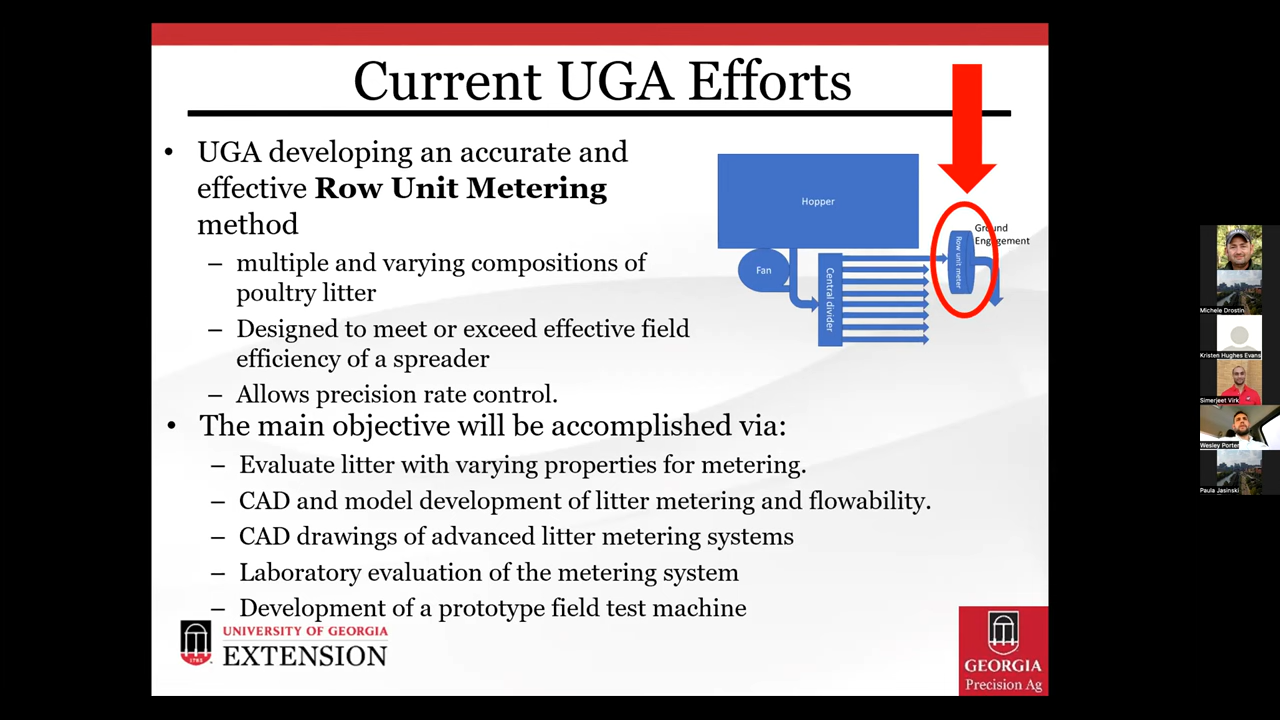 Current UGA Efforts
• UGA developing an accurate and
effective Row Unit Metering
method
– multiple and varying compositions of
poultry litter
– Designed to meet or exceed effective field
efficiency of a spreader
– Allows precision rate control.
• The main objective will be accomplished via:
– Evaluate litter with varying properties for metering.
– CAD and model development of litter metering and flowability.
– CAD drawings of advanced litter metering systems
– Laboratory evaluation of the metering system
– Development of a prototype field test machine
Hopper
Fan
Central divider
Row unit meter
Ground
Engagement
1785
UNIVERSITY OF GEORGIA
EXTENSION
GEORGIA
Precision Ag
Michele Drostin
Kristen Hughes Evans
Simerjeet Virk
Wesley Porter
Paula Jasinski